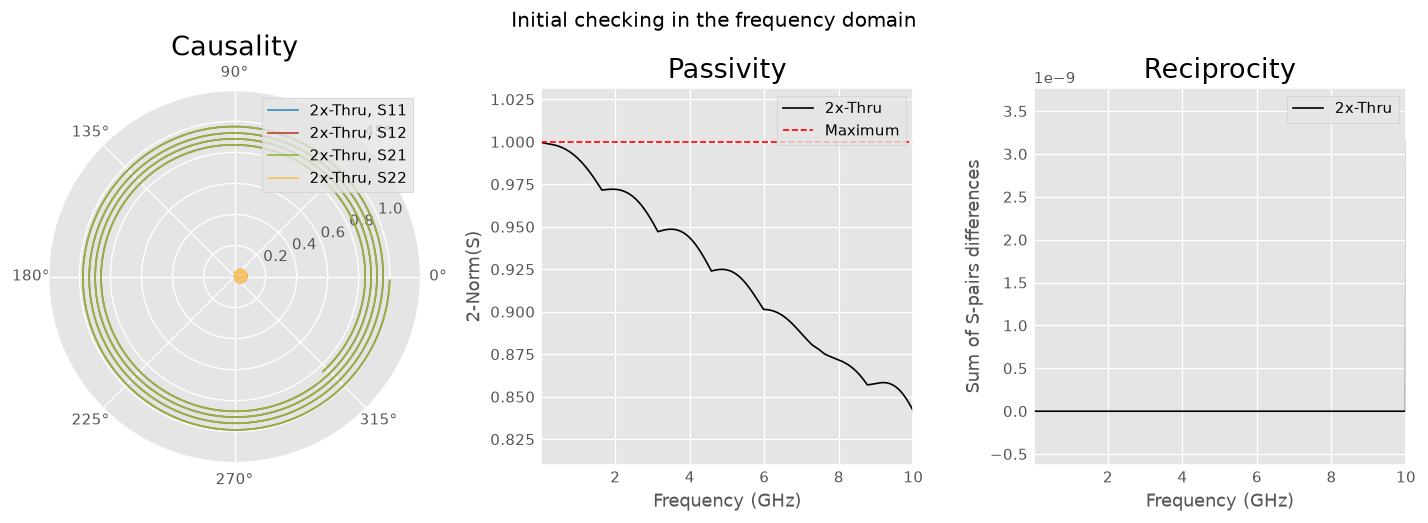 Initial checking in the frequency domain
Causality
90°
135°
180°
225°
270°
315°
0°
0.2
0.4
0.6
0.8
1.0
2x-Thru, S11
2x-Thru, S12
2x-Thru, S21
2x-Thru, S22
Passivity
2-Norm(S)
1.025
1.000
0.975
0.950
0.925
0.900
0.875
0.850
0.825
2x-Thru
Maximum
2 4 6 8 10
Frequency (GHz)
Reciprocity
1e−9
Sum of S-pairs differences
3.5
3.0
2.5
2.0
1.5
1.0
0.5
0.0
−0.5
2x-Thru
2 4 6 8 10
Frequency (GHz)